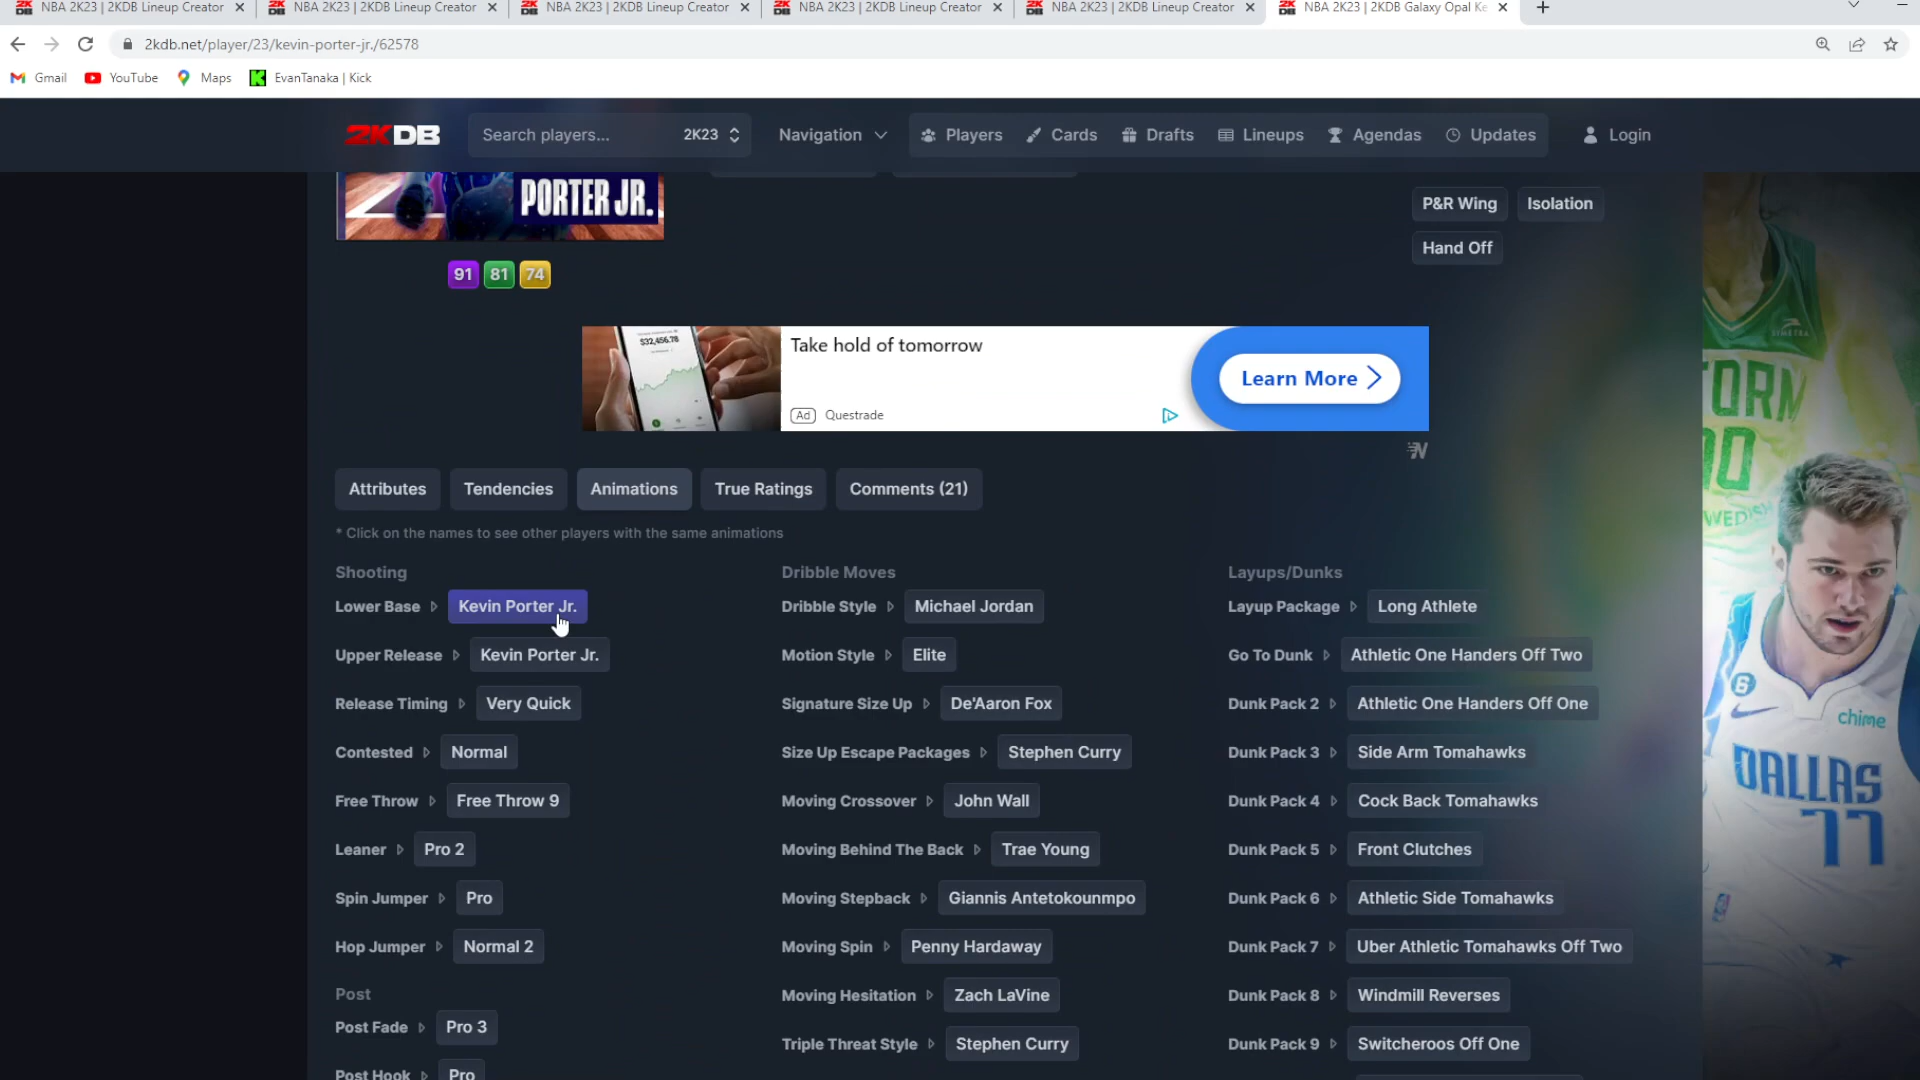 NBA 2K23 | 2KDB Lineup Creator
NBA 2K23 | 2KDB Lineup Creator
NBA 2K23 | 2KDB Lineup Creator
NBA 2K23 | 2KDB Lineup Creator
NBA 2K23 | 2KDB Lineup Creator
NBA 2K23 | 2KDB Galaxy Opal Ke
2kdb.net/player/23/kevin-porter-jr./62578
Gmail
YouTube
Maps
EvanTanaka | Kick
2KDB
Search players...
2K23
Navigation
Players
Cards
Drafts
Lineups
Agendas
Updates
Login
PORTER JR.
P&R Wing
Isolation
Hand Off
91 81 74
$32,456.78
Take hold of tomorrow
Learn More
Ad Questrade
Attributes
Tendencies
Animations
True Ratings
Comments (21)
* Click on the names to see other players with the same animations
Shooting
Lower Base Kevin Porter Jr.
Upper Release Kevin Porter Jr.
Release Timing Very Quick
Contested Normal
Free Throw Free Throw 9
Leaner Pro 2
Spin Jumper Pro
Hop Jumper Normal 2
Post
Post Fade Pro 3
Post Hook Pro
Dribble Moves
Dribble Style Michael Jordan
Motion Style Elite
Signature Size Up De'Aaron Fox
Size Up Escape Packages Stephen Curry
Moving Crossover John Wall
Moving Behind The Back Trae Young
Moving Stepback Giannis Antetokounmpo
Moving Spin Penny Hardaway
Moving Hesitation Zach LaVine
Triple Threat Style Stephen Curry
Layups/Dunks
Layup Package Long Athlete
Go To Dunk Athletic One Handers Off Two
Dunk Pack 2 Athletic One Handers Off One
Dunk Pack 3 Side Arm Tomahawks
Dunk Pack 4 Cock Back Tomahawks
Dunk Pack 5 Front Clutches
Dunk Pack 6 Athletic Side Tomahawks
Dunk Pack 7 Uber Athletic Tomahawks Off Two
Dunk Pack 8 Windmill Reverses
Dunk Pack 9 Switcheroos Off One
6
chime
DALLAS
77